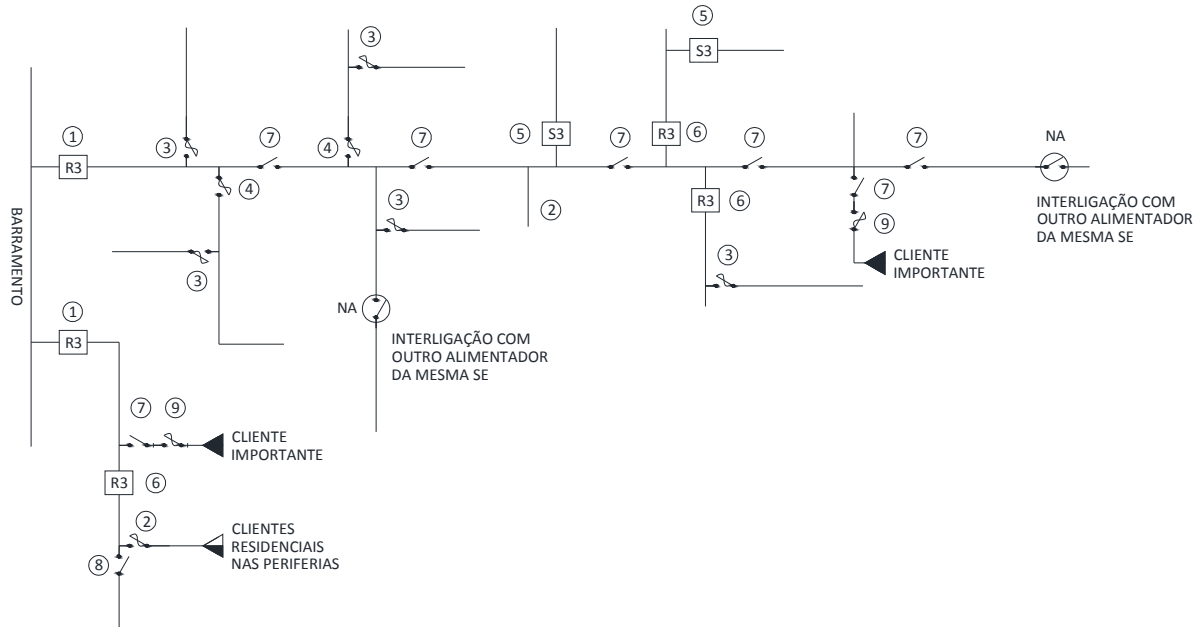 5
S3
3
1
R3
3
7
4
7
5
S3
7
R3
6
7
7
NA
4
3
2
R3
6
7
9
INTERLIGAÇÃO COM
OUTRO ALIMENTADOR
DA MESMA SE
CLIENTE
IMPORTANTE
BARRAMENTO
3
3
1
R3
NA
INTERLIGAÇÃO COM
OUTRO ALIMENTADOR
DA MESMA SE
7
9
CLIENTE
IMPORTANTE
R3
6
2
CLIENTES
RESIDENCIAIS
NAS PERIFERIAS
8